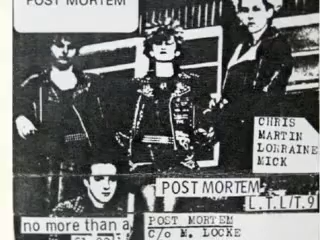 POST MORTEM
CHRIS
MARTIN
LORRAINE
MICK
POST MORTEM
L.T.L/T.9
no more than a
POST MORTEM
C/o M. LOCKE